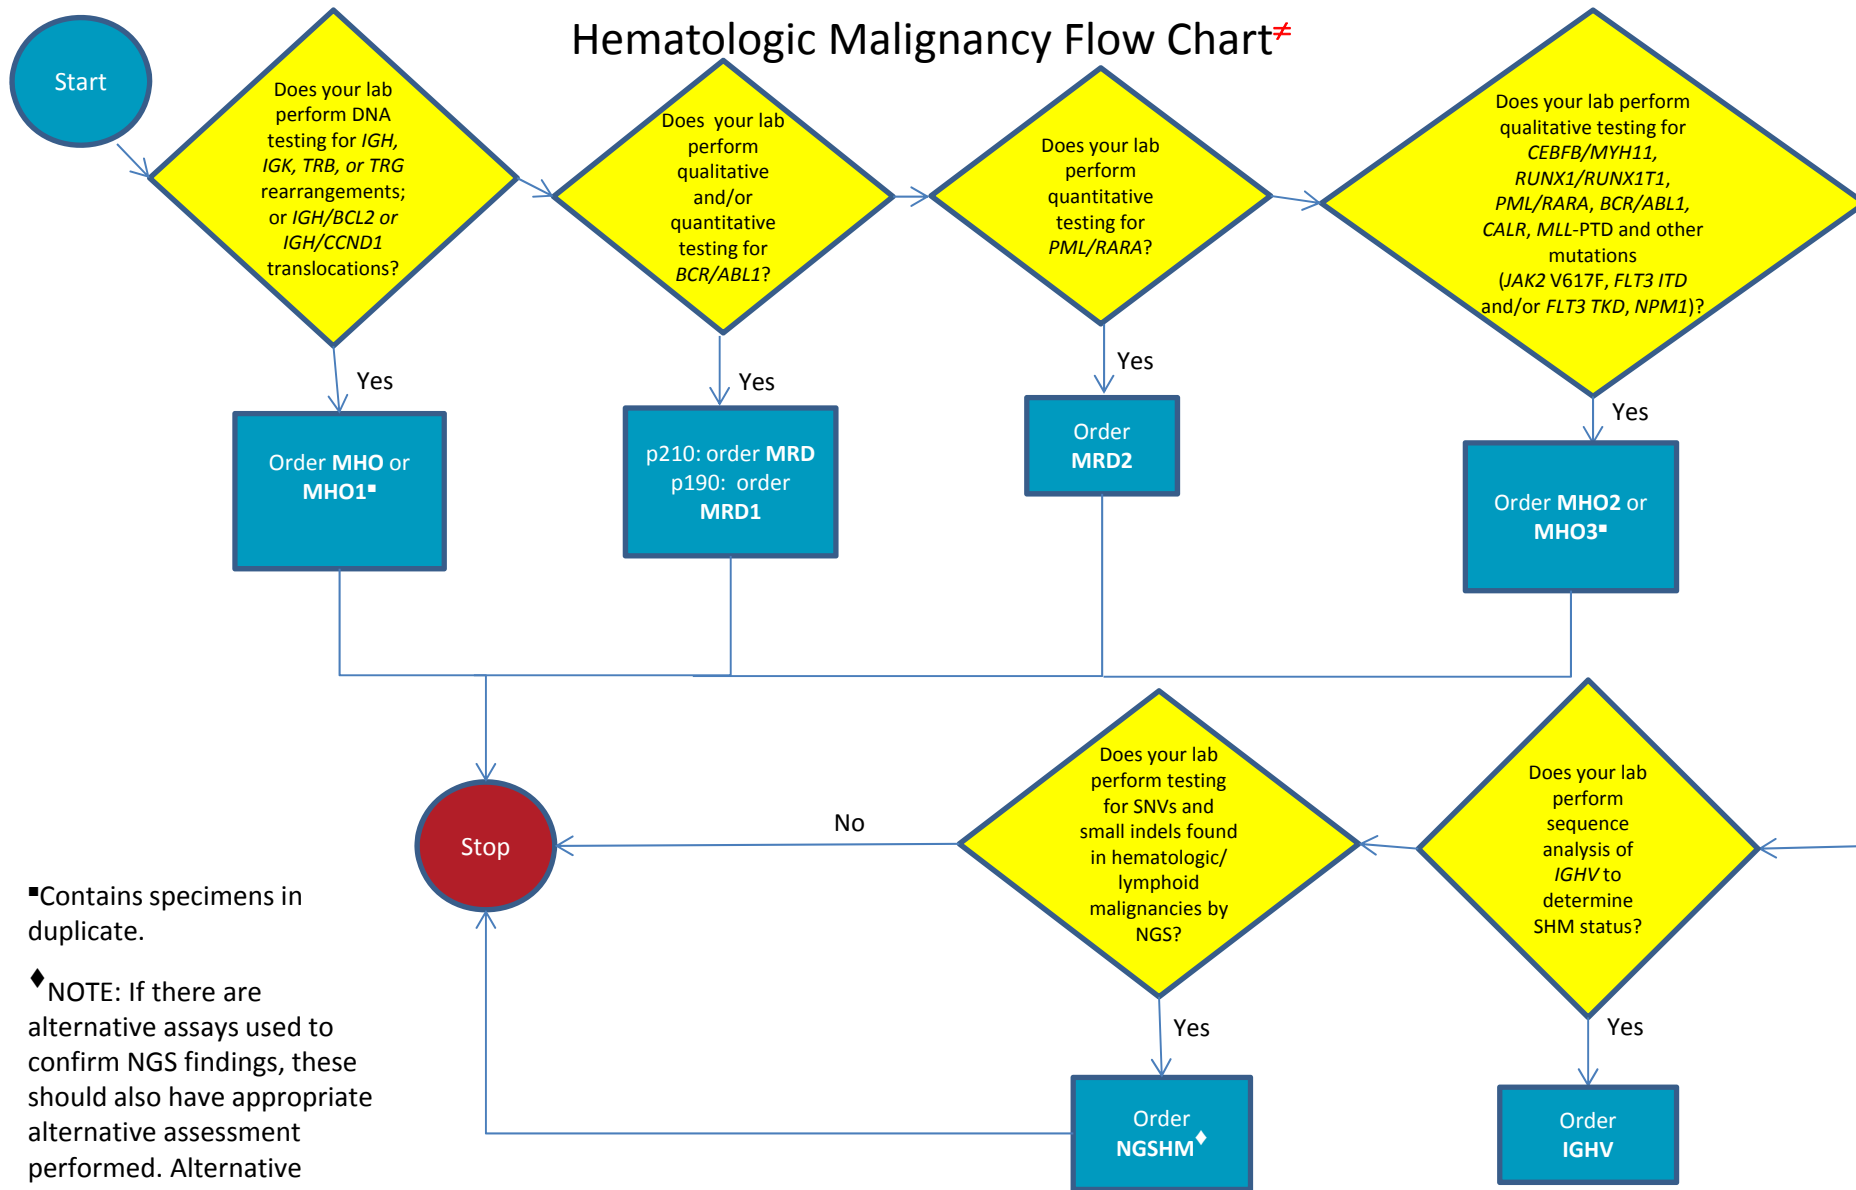 Hematologic Malignancy Flow Chart≠
Start
Does your lab
perform DNA
testing for IGH,
IGK, TRB, or TRG
rearrangements;
or IGH/BCL2 or
IGH/CCND1
translocations?
Does your lab
perform
qualitative
and/or
quantitative
testing for
BCR/ABL1?
Does your lab
perform
quantitative
testing for
PML/RARA?
Does your lab perform
qualitative testing for
CEBFB/MYH11,
RUNX1/RUNX1T1,
PML/RARA, BCR/ABL1,
CALR, MLL-PTD and other
mutations
(JAK2 V617F, FLT3 ITD
and/or FLT3 TKD, NPM1)?
Yes
Yes
Yes
Yes
Order MHO or
MHO1■
p210: order MRD
p190: order
MRD1
Order
MRD2
Order MHO2 or
MHO3■
Stop
No
Does your lab
perform testing
for SNVs and
small indels found
in hematologic/
lymphoid
malignancies by
NGS?
Does your lab
perform
sequence
analysis of
IGHV to
determine
SHM status?
Yes
Yes
Order
NGSHM♦
Order
IGHV
■Contains specimens in
duplicate.
♦NOTE: If there are
alternative assays used to
confirm NGS findings, these
should also have appropriate
alternative assessment
performed. Alternative